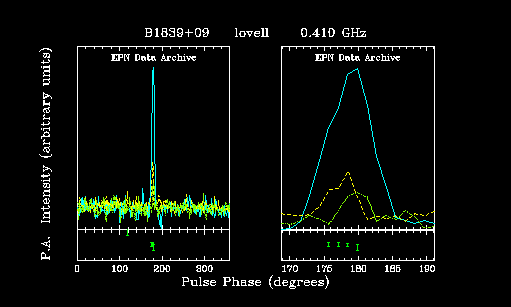 B1839+09 lovell 0.410 GHz
EPN Data Archive EPN Data Archive
P.A. Intensity (arbitrary units)
0 100 200 300 170 175 180 185 190
Pulse Phase (degrees)